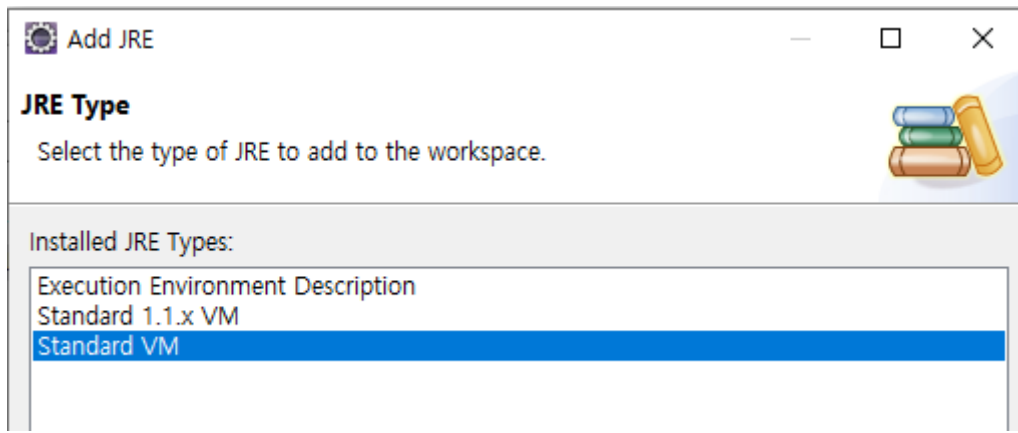 Add JRE
JRE Type
Select the type of JRE to add to the workspace.
Installed JRE Types:
Execution Environment Description
Standard 1.1.x VM
Standard VM